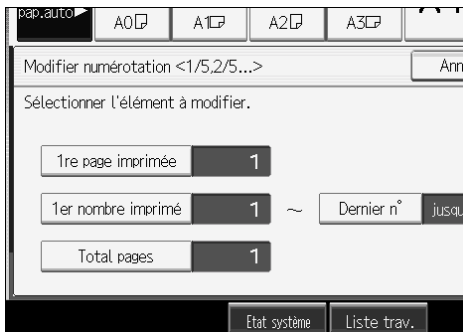 pap.auto▶ A0 A1 A2 A3
Modifier numérotation <1/5,2/5...> Ann
Sélectionner l'élément à modifier.
1re page imprimée 1
1er nombre imprimé 1 ~ Dernier n° jusqu
Total pages 1
Etat système Liste trav.